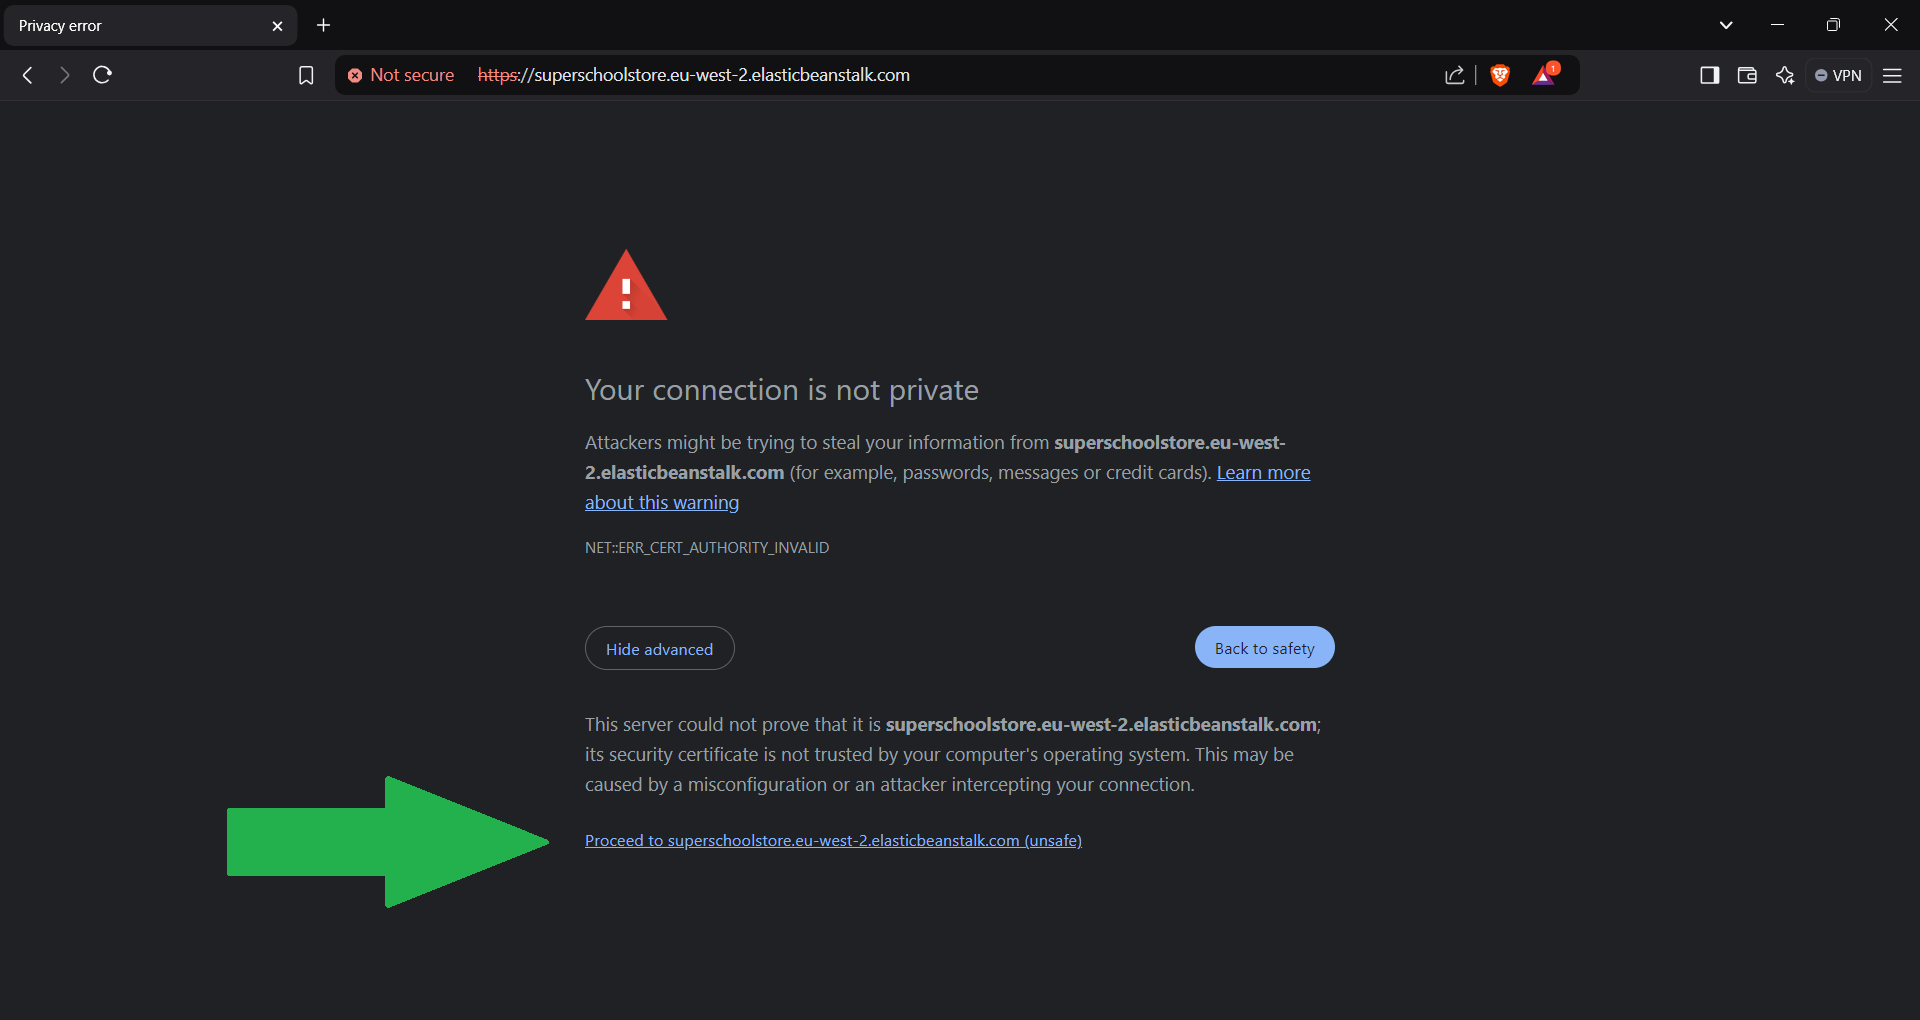 Privacy error
Not secure https://superschoolstore.eu-west-2.elasticbeanstalk.com
1
VPN
!
Your connection is not private
Attackers might be trying to steal your information from superschoolstore.eu-west-
2.elasticbeanstalk.com (for example, passwords, messages or credit cards). Learn more
about this warning
NET::ERR_CERT_AUTHORITY_INVALID
Hide advanced
Back to safety
This server could not prove that it is superschoolstore.eu-west-2.elasticbeanstalk.com;
its security certificate is not trusted by your computer's operating system. This may be
caused by a misconfiguration or an attacker intercepting your connection.
Proceed to superschoolstore.eu-west-2.elasticbeanstalk.com (unsafe)